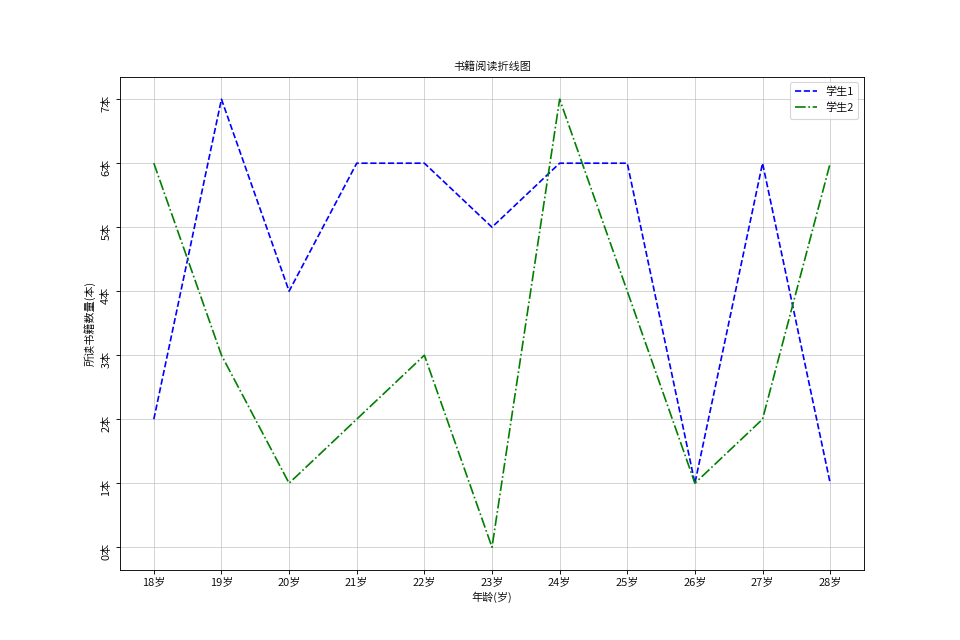 书籍阅读折线图
学生1
学生2
所读书籍数量(本)
7本
6本
5本
4本
3本
2本
1本
0本
18岁 19岁 20岁 21岁 22岁 23岁 24岁 25岁 26岁 27岁 28岁
年龄(岁)